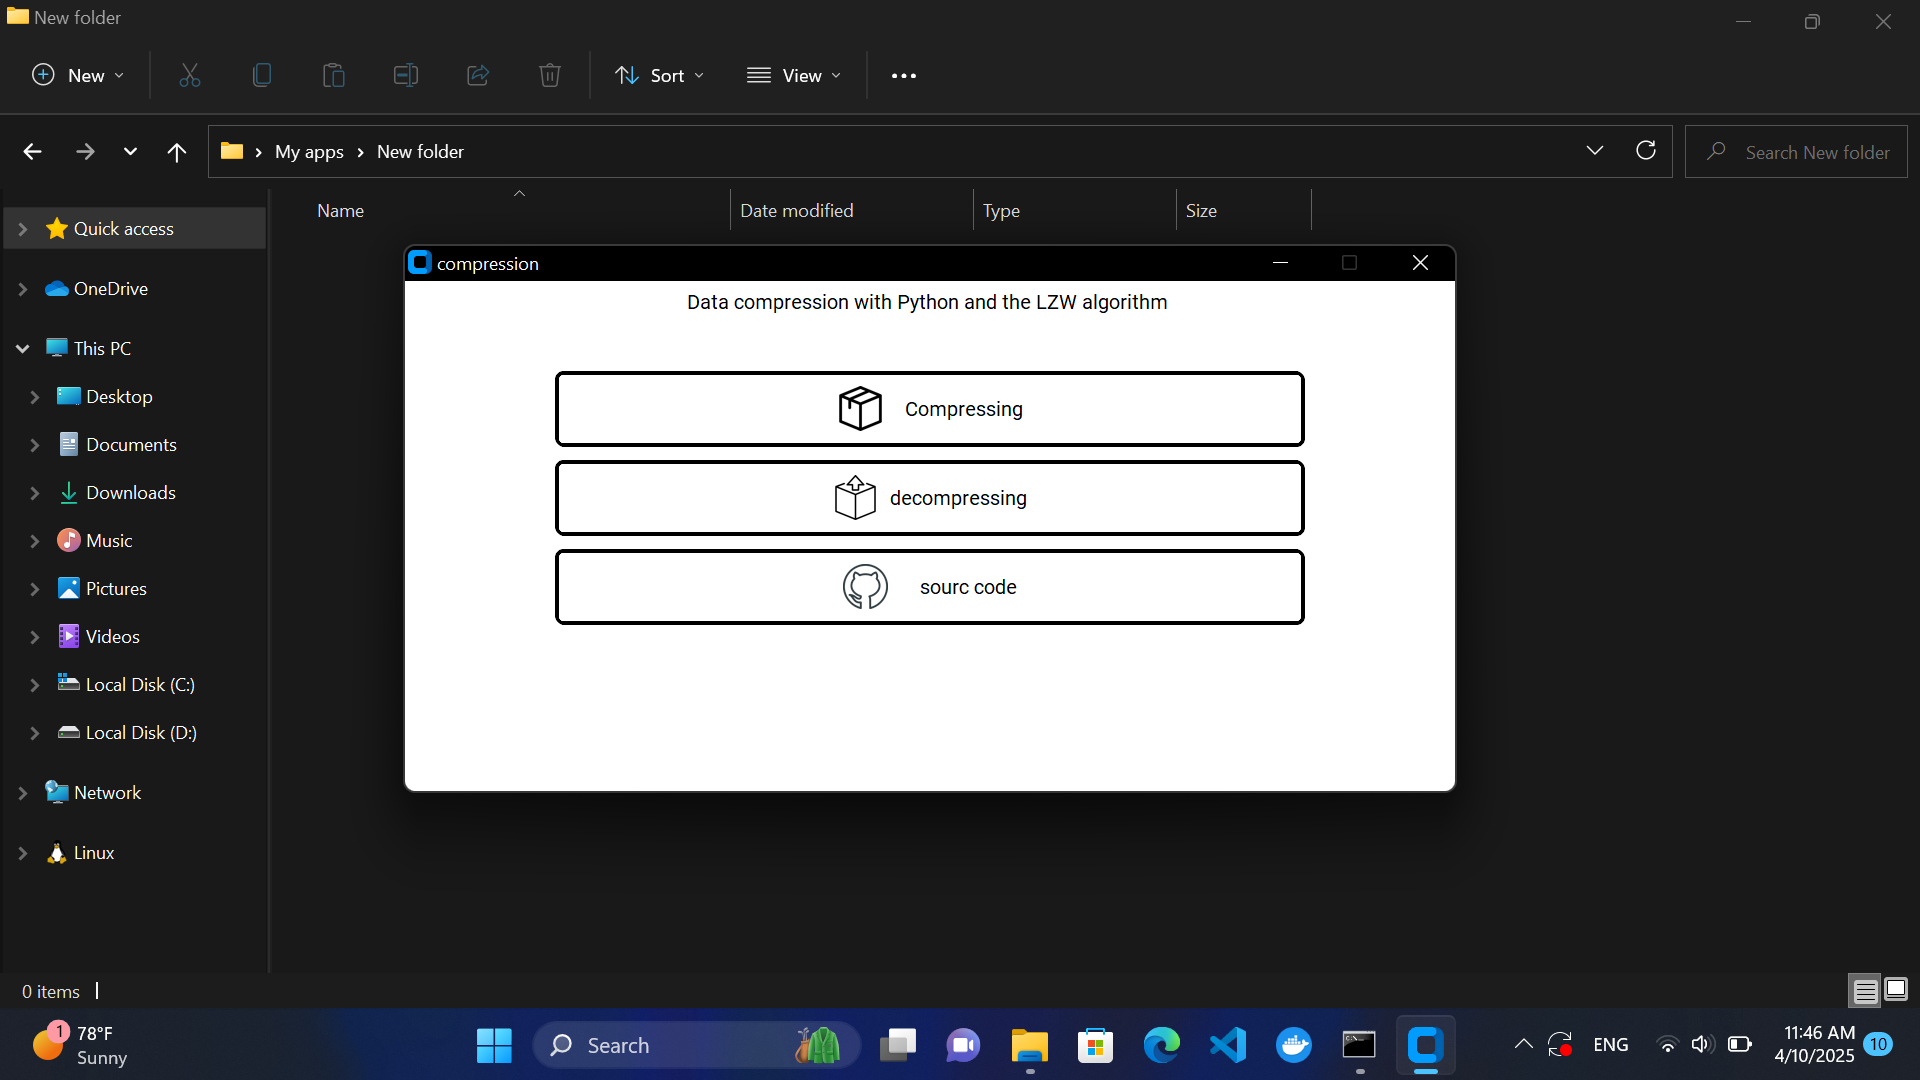 New folder
New
Sort
View
My apps
New folder
Search New folder
Name
Date modified
Type
Size
Quick access
OneDrive
This PC
Desktop
Documents
Downloads
Music
Pictures
Videos
Local Disk (C:)
Local Disk (D:)
Network
Linux
compression
Data compression with Python and the LZW algorithm
Compressing
decompressing
sourc code
0 items
1
78°F
Sunny
Search
ENG
11:46 AM
4/10/2025
10